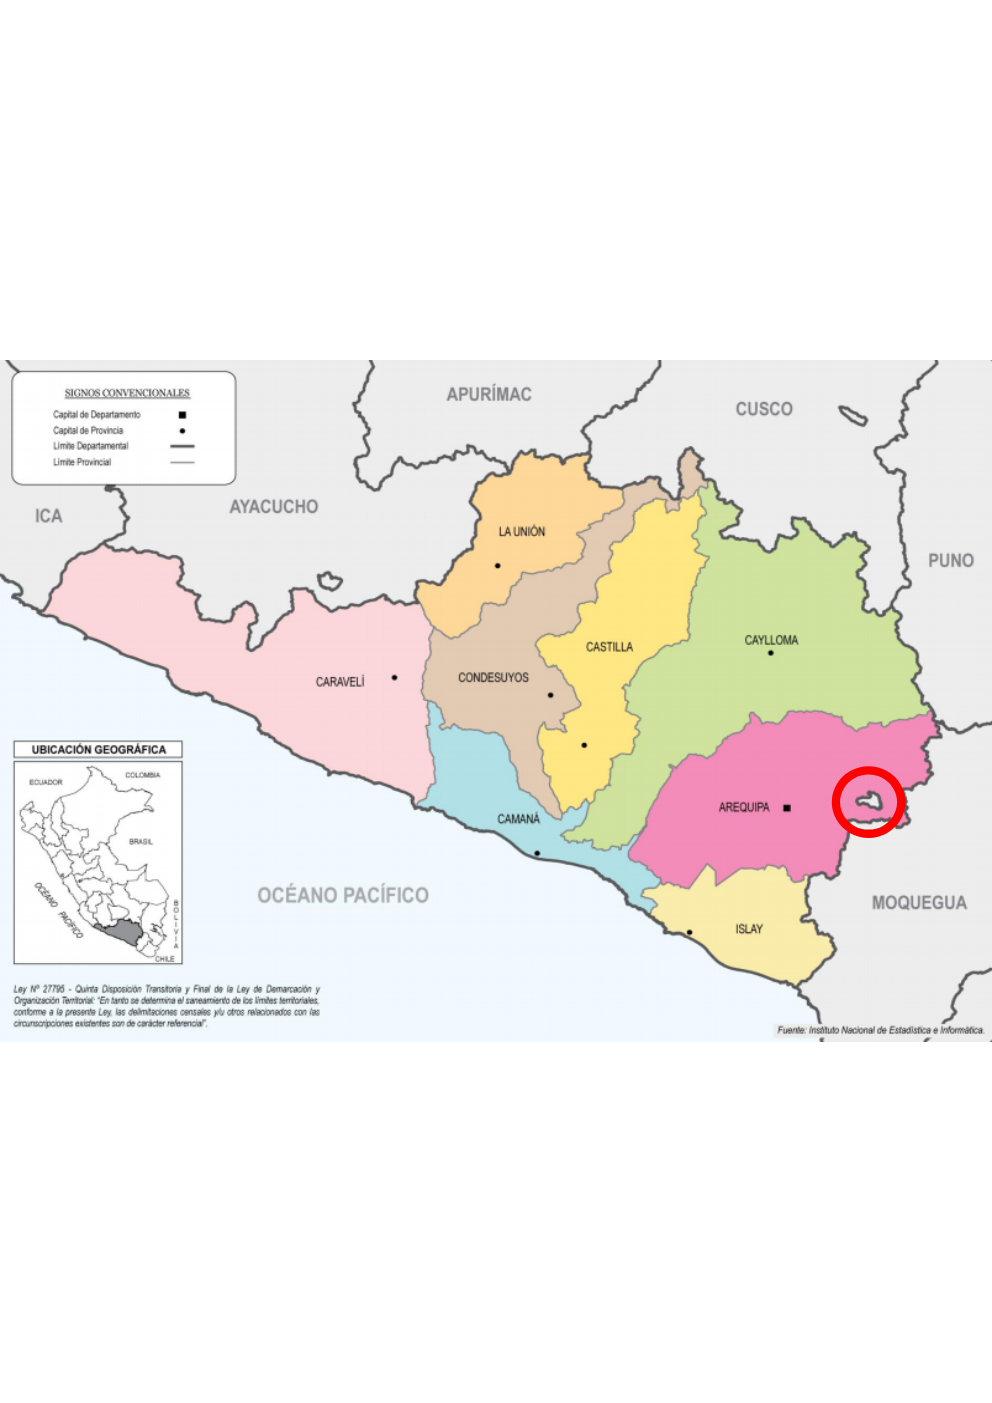 SIGNOS CONVENCIONALES
Capital de Departamento
Capital de Provincia
Límite Departamental
Límite Provincial
APURÍMAC
CUSCO
AYACUCHO
ICA
PUNO
LA UNIÓN
CAYLLOMA
CASTILLA
CONDESUYOS
CARAVELÍ
AREQUIPA
CAMANÁ
MOQUEGUA
OCÉANO PACÍFICO
ISLAY
UBICACIÓN GEOGRÁFICA
COLOMBIA
ECUADOR
BRASIL
OCÉANO PACÍFICO
BOLIVIA
CHILE
Ley Nº 27795 - Quinta Disposición Transitoria y Final de la Ley de Demarcación y
Organización Territorial: "En tanto se determina el saneamiento de los límites territoriales,
conforme a la presente Ley, las delimitaciones censales y/u otros relacionados con las
circunscripciones existentes son de carácter referencial".
Fuente: Instituto Nacional de Estadística e Informática.